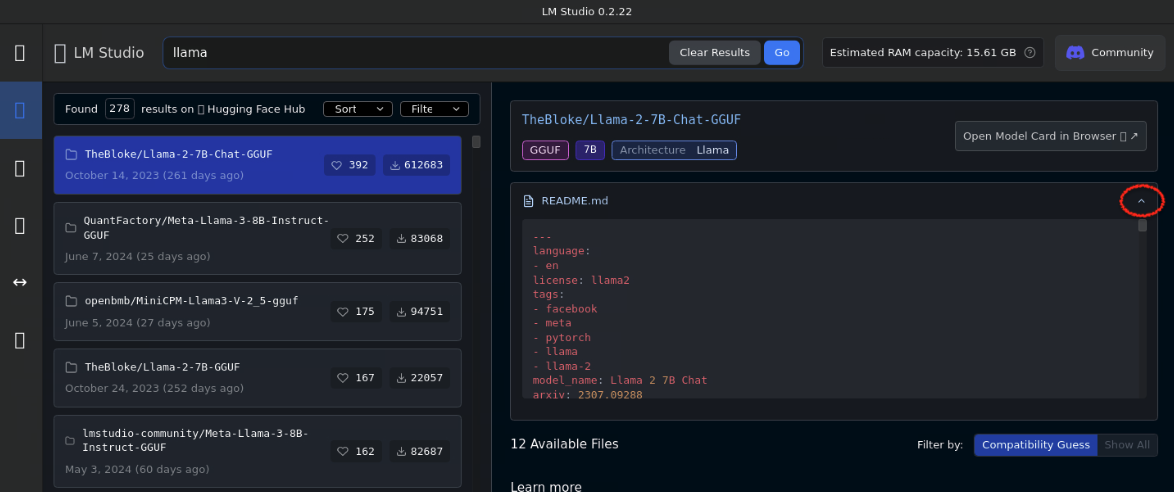 LM Studio 0.2.22
LM Studio
llama
Clear Results
Go
Estimated RAM capacity: 15.61 GB
Community
Found 278 results on Hugging Face Hub
Sort
Filte
TheBloke/Llama-2-7B-Chat-GGUF
October 14, 2023 (261 days ago)
392
612683
QuantFactory/Meta-Llama-3-8B-Instruct-
GGUF
June 7, 2024 (25 days ago)
252
83068
openbmb/MiniCPM-Llama3-V-2_5-gguf
June 5, 2024 (27 days ago)
175
94751
TheBloke/Llama-2-7B-GGUF
October 24, 2023 (252 days ago)
167
22057
lmstudio-community/Meta-Llama-3-8B-
Instruct-GGUF
May 3, 2024 (60 days ago)
162
82687
TheBloke/Llama-2-7B-Chat-GGUF
GGUF
7B
Architecture Llama
Open Model Card in Browser ↗
README.md
---
language:
- en
license: llama2
tags:
- facebook
- meta
- pytorch
- llama
- llama-2
model_name: Llama 2 7B Chat
arxiv: 2307.09288
12 Available Files
Filter by:
Compatibility Guess
Show All
Learn more